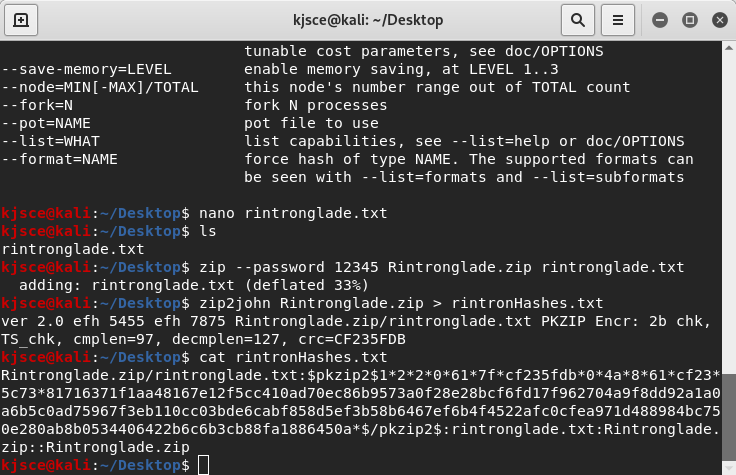 kjsce@kali: ~/Desktop
tunable cost parameters, see doc/OPTIONS
--save-memory=LEVEL enable memory saving, at LEVEL 1..3
--node=MIN[-MAX]/TOTAL this node's number range out of TOTAL count
--fork=N fork N processes
--pot=NAME pot file to use
--list=WHAT list capabilities, see --list=help or doc/OPTIONS
--format=NAME force hash of type NAME. The supported formats can
be seen with --list=formats and --list=subformats
kjsce@kali:~/Desktop$ nano rintronglade.txt
kjsce@kali:~/Desktop$ ls
rintronglade.txt
kjsce@kali:~/Desktop$ zip --password 12345 Rintronglade.zip rintronglade.txt
adding: rintronglade.txt (deflated 33%)
kjsce@kali:~/Desktop$ zip2john Rintronglade.zip > rintronHashes.txt
ver 2.0 efh 5455 efh 7875 Rintronglade.zip/rintronglade.txt PKZIP Encr: 2b chk,
TS_chk, cmplen=97, decmplen=127, crc=CF235FDB
kjsce@kali:~/Desktop$ cat rintronHashes.txt
Rintronglade.zip/rintronglade.txt:$pkzip2$1*2*2*0*61*7f*cf235fdb*0*4a*8*61*cf23*
5c73*81716371f1aa48167e12f5cc410ad70ec86b9573a0f28e28bcf6fd17f962704a9f8dd92a1a0
a6b5c0ad75967f3eb110cc03bde6cabf858d5ef3b58b6467ef6b4f4522afc0cfea971d488984bc75
0e280ab8b0534406422b6c6b3cb88fa1886450a*$/pkzip2$:rintronglade.txt:Rintronglade.
zip::Rintronglade.zip
kjsce@kali:~/Desktop$